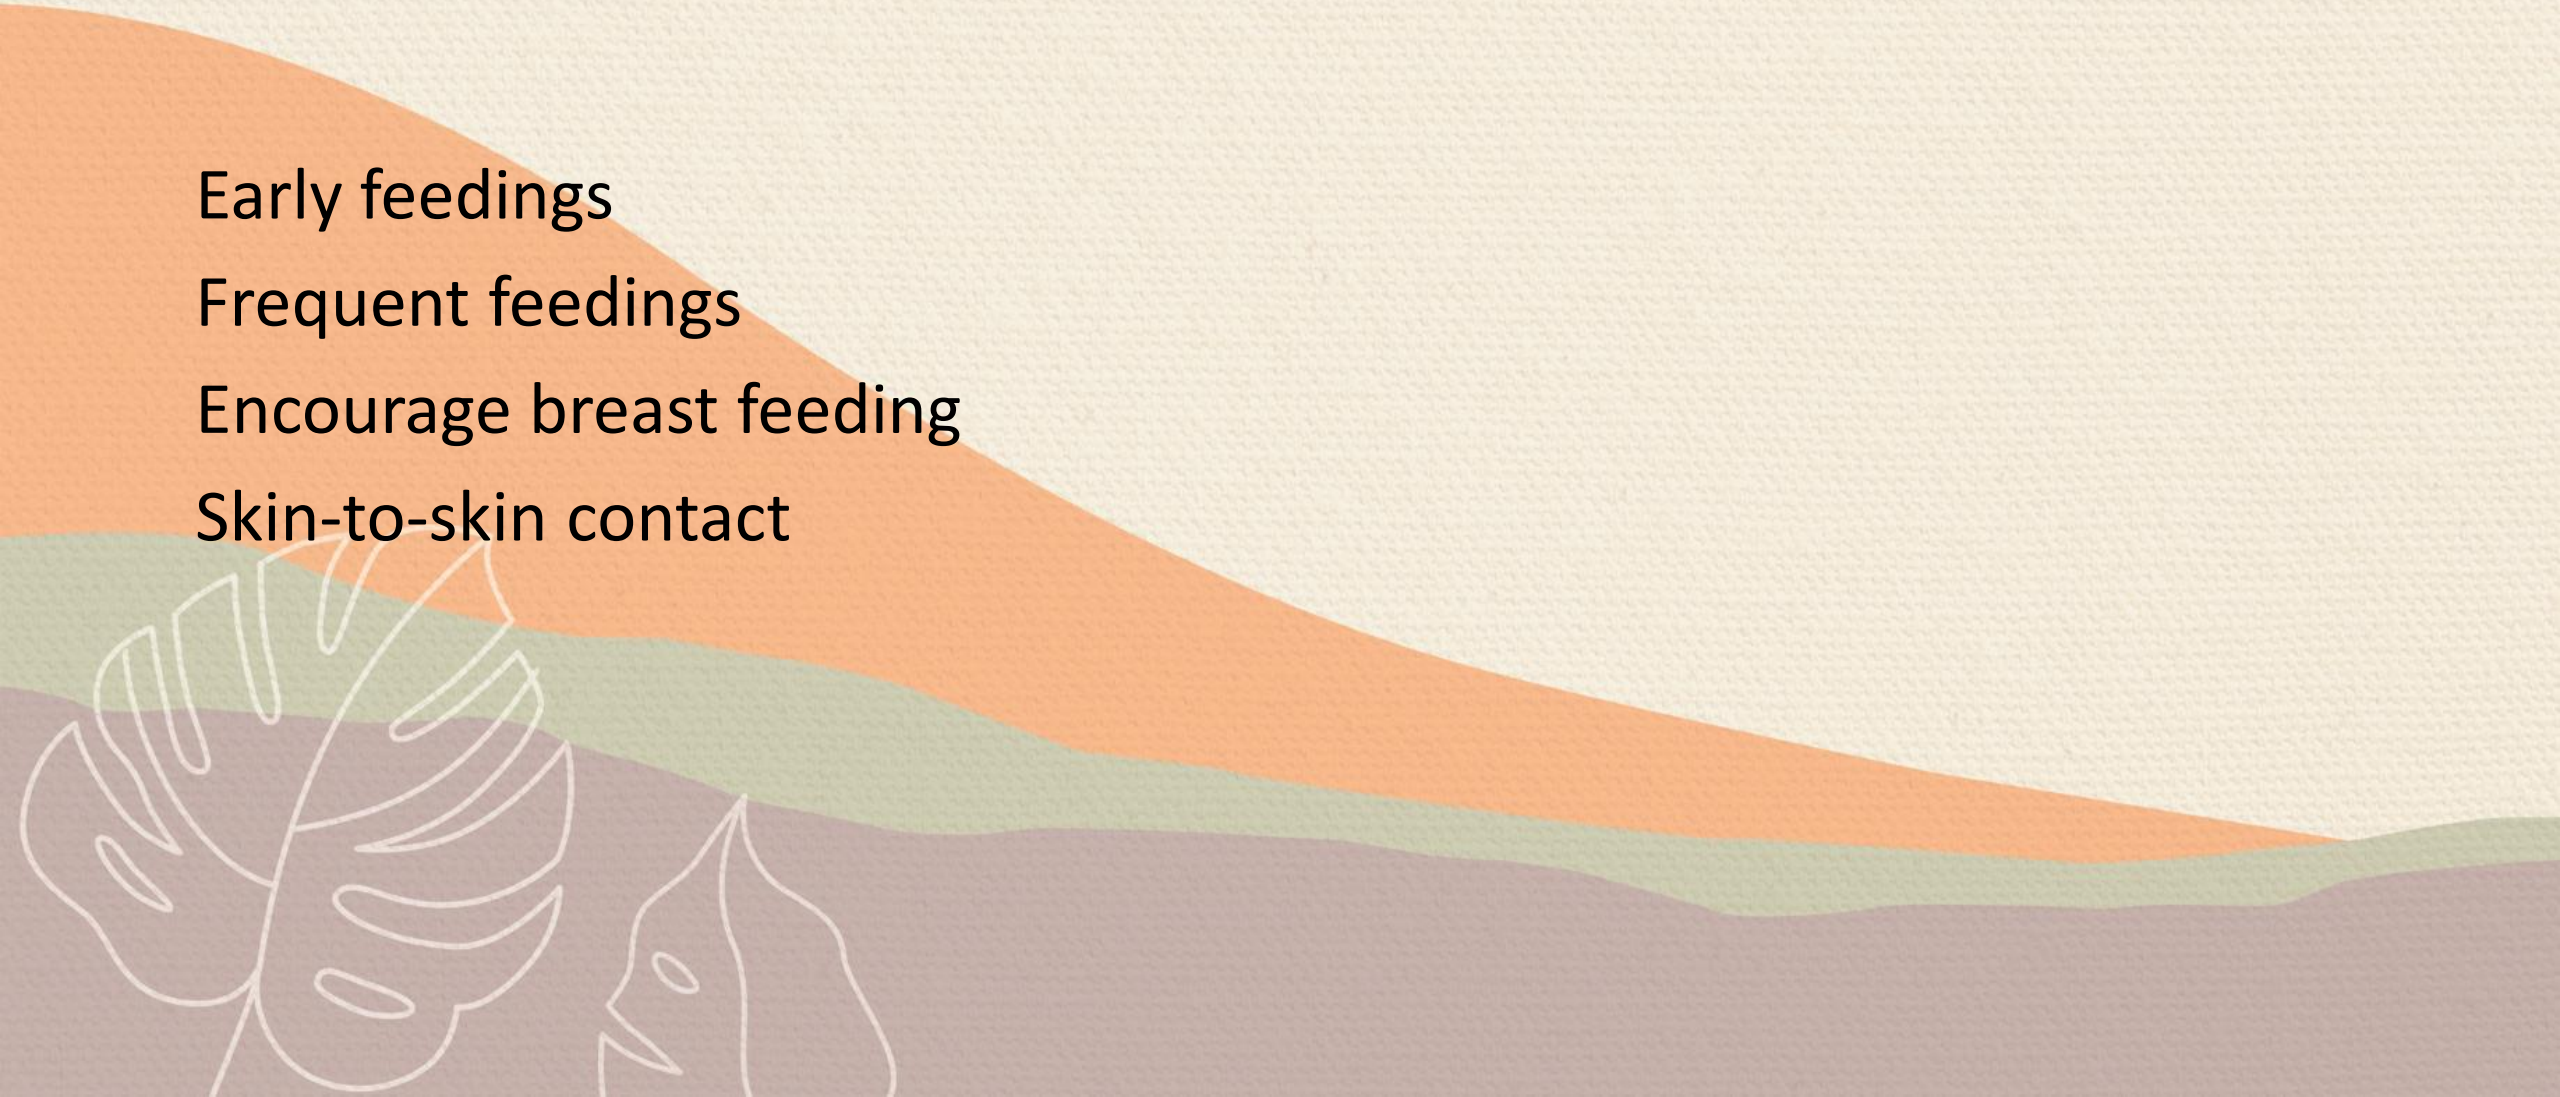 Early feedings
Frequent feedings
Encourage breast feeding
Skin-to-skin contact